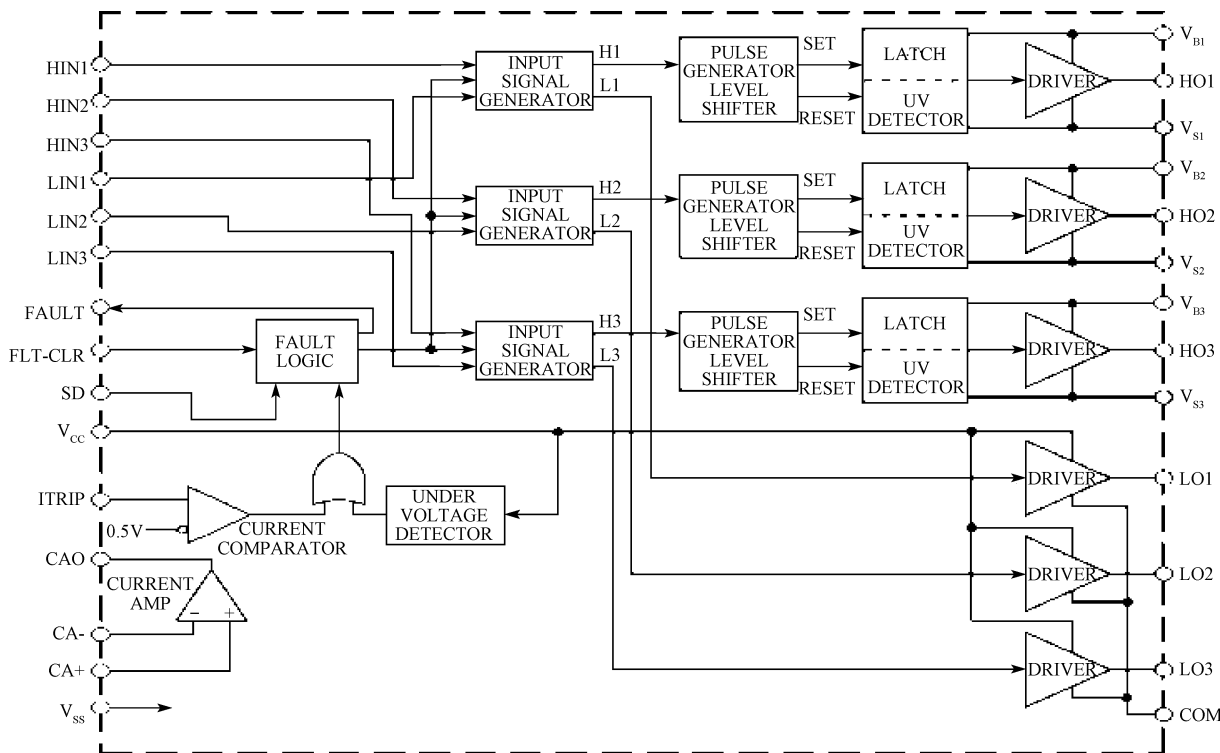 HIN1
HIN2
HIN3
LIN1
LIN2
LIN3
FAULT
FLT-CLR
SD
VCC
ITRIP
0.5V
CAO
CA-
CA+
VSS
INPUT
SIGNAL
GENERATOR
H1
L1
PULSE
GENERATOR
LEVEL
SHIFTER
SET
RESET
LATCH
UV
DETECTOR
DRIVER
VB1
HO1
VS1
INPUT
SIGNAL
GENERATOR
H2
L2
PULSE
GENERATOR
LEVEL
SHIFTER
SET
RESET
LATCH
UV
DETECTOR
DRIVER
VB2
HO2
VS2
FAULT
LOGIC
INPUT
SIGNAL
GENERATOR
H3
L3
PULSE
GENERATOR
LEVEL
SHIFTER
SET
RESET
LATCH
UV
DETECTOR
DRIVER
VB3
HO3
VS3
CURRENT
COMPARATOR
UNDER
VOLTAGE
DETECTOR
CURRENT
AMP
-
+
DRIVER
LO1
DRIVER
LO2
DRIVER
LO3
COM